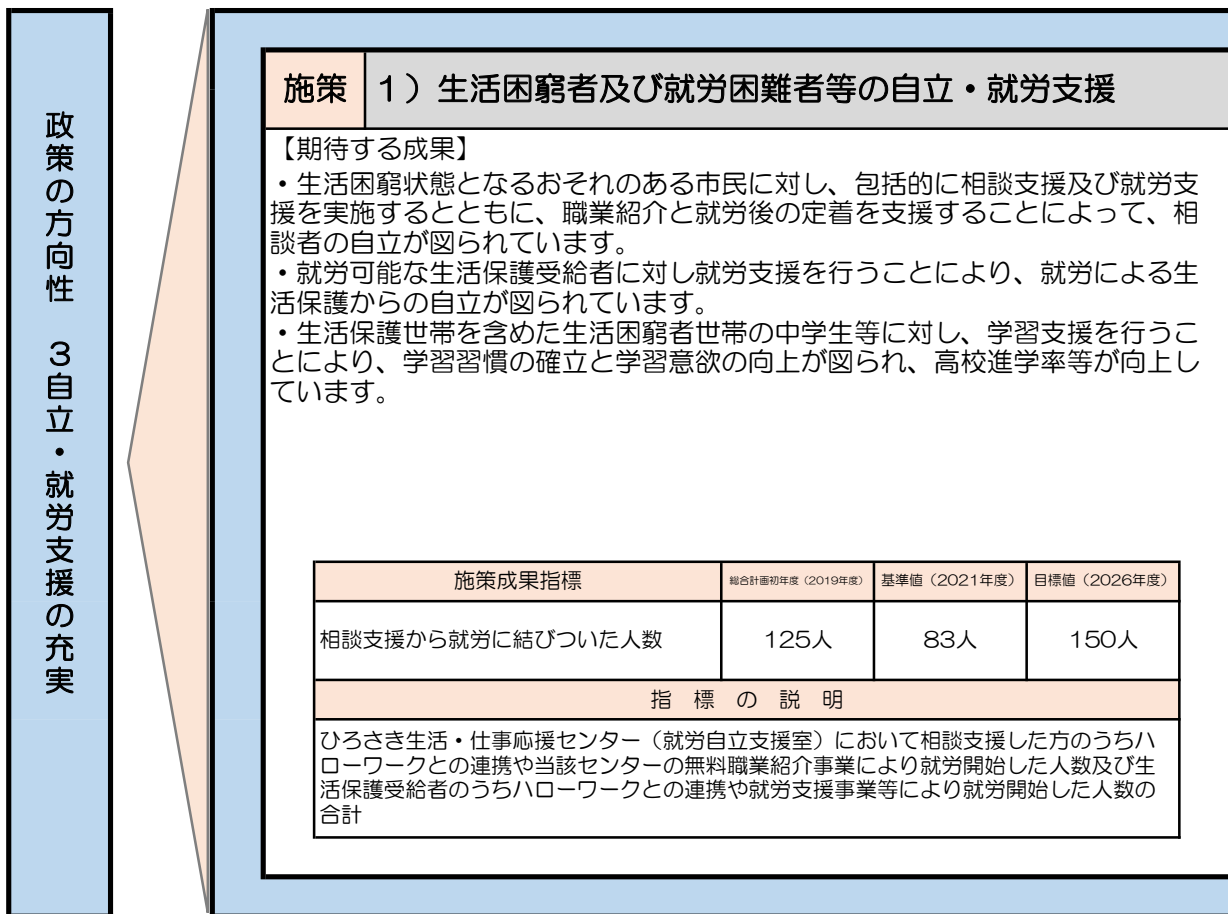 政策の方向性　３自立・就労支援の充実
施策
１）生活困窮者及び就労困難者等の自立・就労支援
【期待する成果】
・生活困窮状態となるおそれのある市民に対し、包括的に相談支援及び就労支
援を実施するとともに、職業紹介と就労後の定着を支援することによって、相
談者の自立が図られています。
・就労可能な生活保護受給者に対し就労支援を行うことにより、就労による生
活保護からの自立が図られています。
・生活保護世帯を含めた生活困窮者世帯の中学生等に対し、学習支援を行うこ
とにより、学習習慣の確立と学習意欲の向上が図られ、高校進学率等が向上し
ています。
施策成果指標 総合計画初年度（2019年度） 基準値（2021年度） 目標値（2026年度）
相談支援から就労に結びついた人数 125人 83人 150人
指　標　の　説　明
ひろさき生活・仕事応援センター（就労自立支援室）において相談支援した方のうちハ
ローワークとの連携や当該センターの無料職業紹介事業により就労開始した人数及び生
活保護受給者のうちハローワークとの連携や就労支援事業等により就労開始した人数の
合計